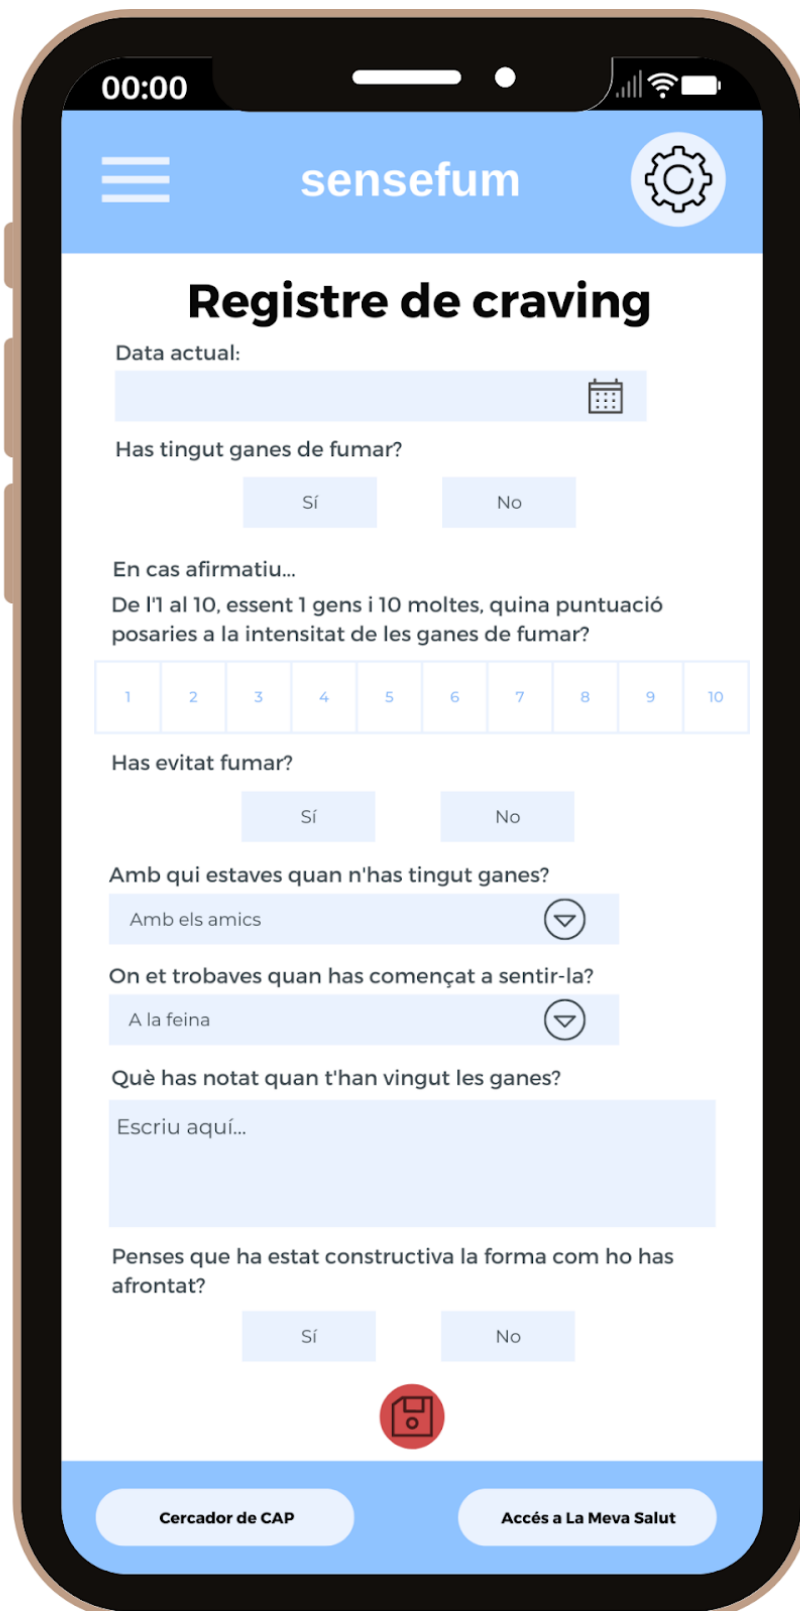 00:00
sensefum
Registre de craving
Data actual:
Has tingut ganes de fumar?
Sí No
En cas afirmatiu...
De l'1 al 10, essent 1 gens i 10 moltes, quina puntuació
posaries a la intensitat de les ganes de fumar?
1 2 3 4 5 6 7 8 9 10
Has evitat fumar?
Sí No
Amb qui estaves quan n'has tingut ganes?
Amb els amics
On et trobaves quan has començat a sentir-la?
A la feina
Què has notat quan t'han vingut les ganes?
Escriu aquí...
Penses que ha estat constructiva la forma com ho has
afrontat?
Sí No
Cercador de CAP Accés a La Meva Salut